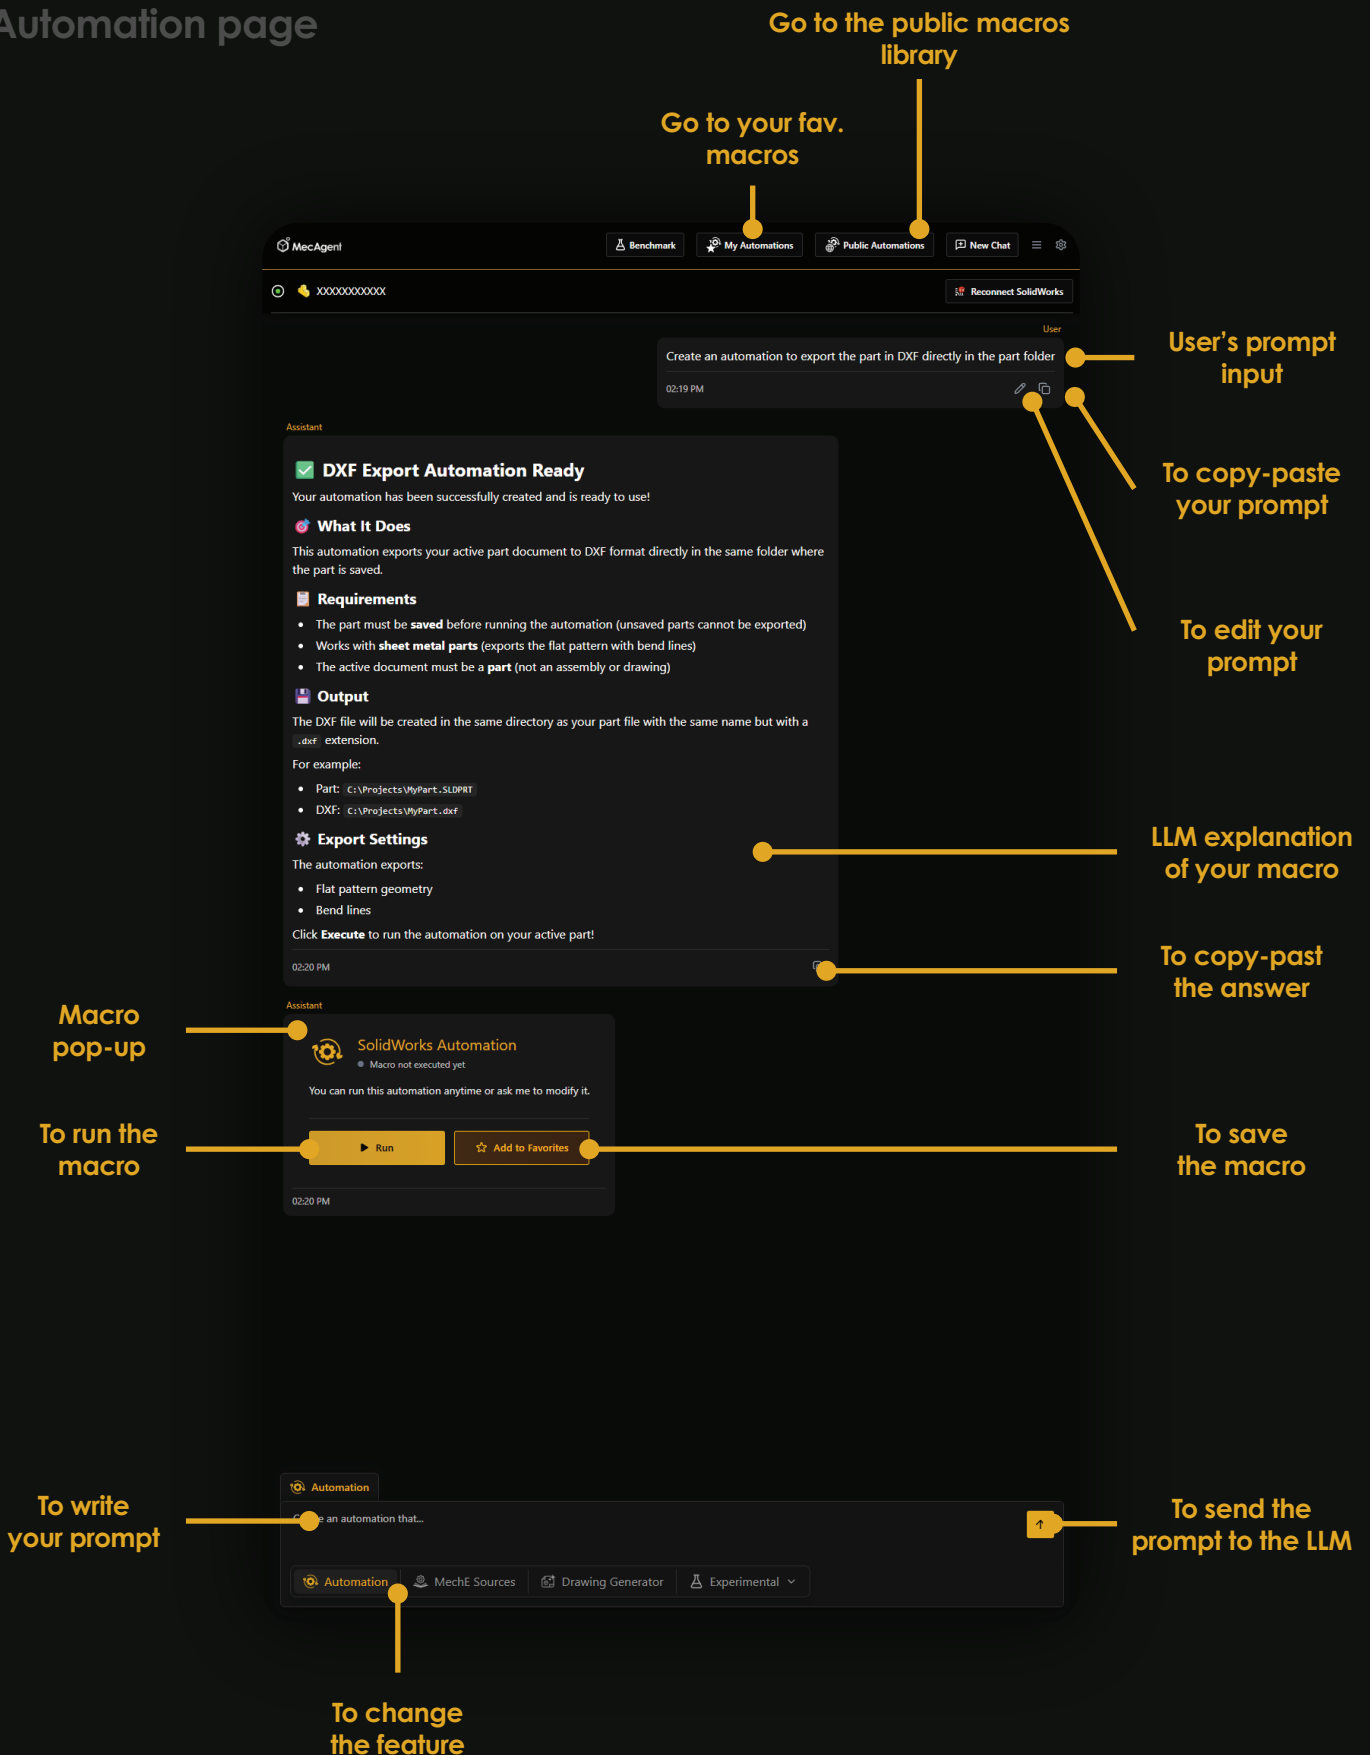 Automation page
Go to the public macros
library
Go to your fav.
macros
MecAgent
Benchmark
My Automations
Public Automations
New Chat
XXXXXXXXXXX
Reconnect SolidWorks
User
Create an automation to export the part in DXF directly in the part folder
02:19 PM
User's prompt
input
To copy-paste
your prompt
To edit your
prompt
Assistant
✅ DXF Export Automation Ready
Your automation has been successfully created and is ready to use!
🎯 What It Does
This automation exports your active part document to DXF format directly in the same folder where
the part is saved.
📋 Requirements
• The part must be saved before running the automation (unsaved parts cannot be exported)
• Works with sheet metal parts (exports the flat pattern with bend lines)
• The active document must be a part (not an assembly or drawing)
💾 Output
The DXF file will be created in the same directory as your part file with the same name but with a
.dxf extension.
For example:
• Part: C:\Projects\MyPart.SLDPRT
• DXF: C:\Projects\MyPart.dxf
⚙️ Export Settings
The automation exports:
• Flat pattern geometry
• Bend lines
Click Execute to run the automation on your active part!
02:20 PM
LLM explanation
of your macro
To copy-past
the answer
Macro
pop-up
Assistant
SolidWorks Automation
Macro not executed yet
You can run this automation anytime or ask me to modify it.
To run the
macro
Run
Add to Favorites
To save
the macro
02:20 PM
Automation
To write
your prompt
an automation that...
To send the
prompt to the LLM
Automation
MechE Sources
Drawing Generator
Experimental
To change
the feature